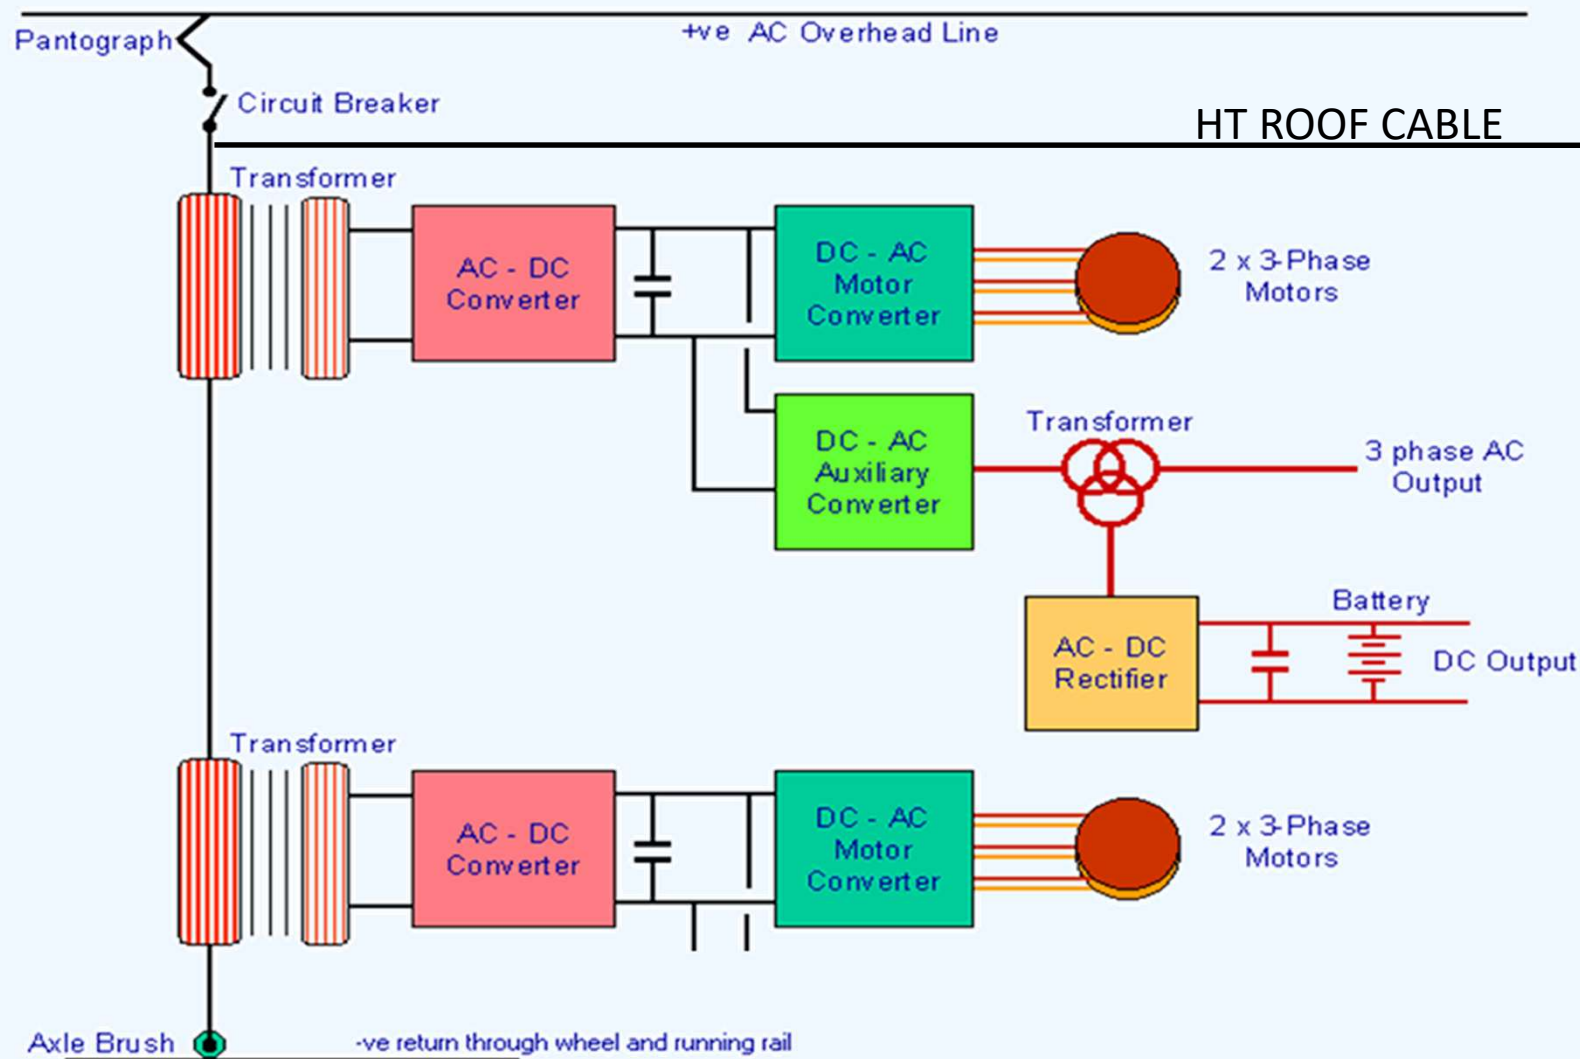 +ve AC Overhead Line
Pantograph
Circuit Breaker
HT ROOF CABLE
Transformer
AC - DC
Converter
DC - AC
Motor
Converter
2 x 3-Phase
Motors
DC - AC
Auxiliary
Converter
Transformer
3 phase AC
Output
AC - DC
Rectifier
Battery
DC Output
Transformer
AC - DC
Converter
DC - AC
Motor
Converter
2 x 3-Phase
Motors
Axle Brush
-ve return through wheel and running rail